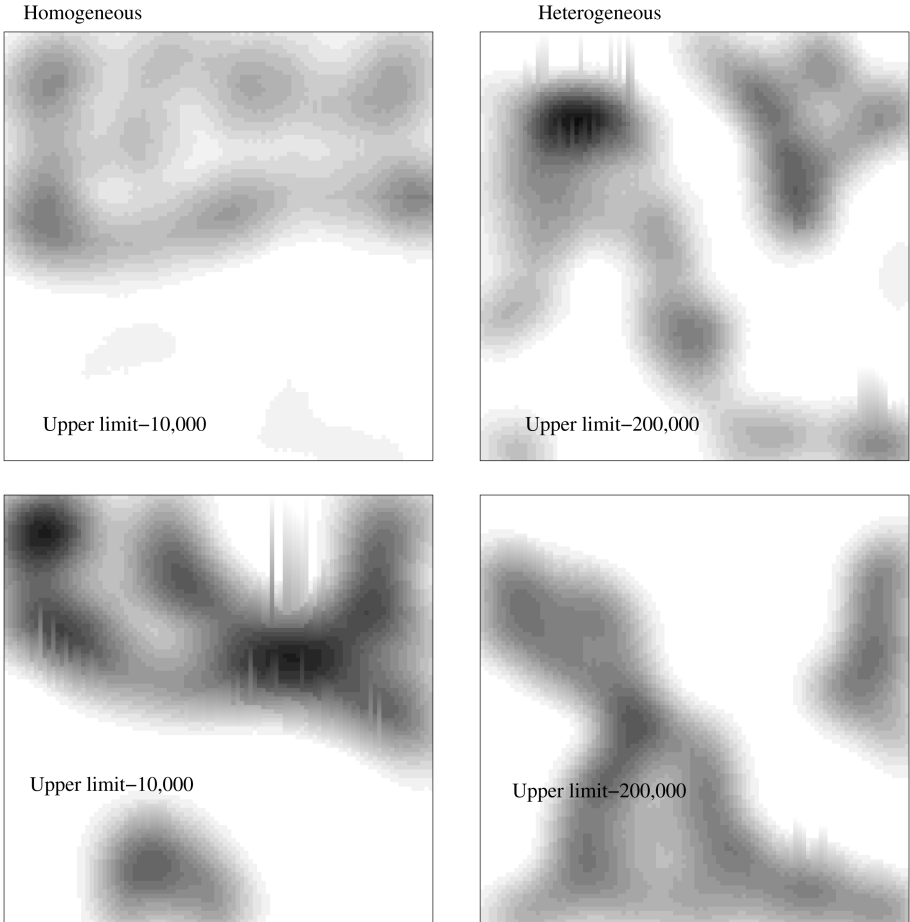 Homogeneous
Heterogeneous
Upper limit−10,000
Upper limit−200,000
Upper limit−10,000
Upper limit−200,000